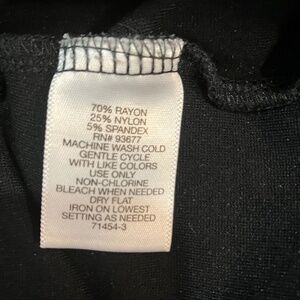 70% RAYON
25% NYLON
5% SPANDEX
RN# 93677
MACHINE WASH COLD
GENTLE CYCLE
WITH LIKE COLORS
USE ONLY
NON-CHLORINE
BLEACH WHEN NEEDED
DRY FLAT
IRON ON LOWEST
SETTING AS NEEDED
71454-3